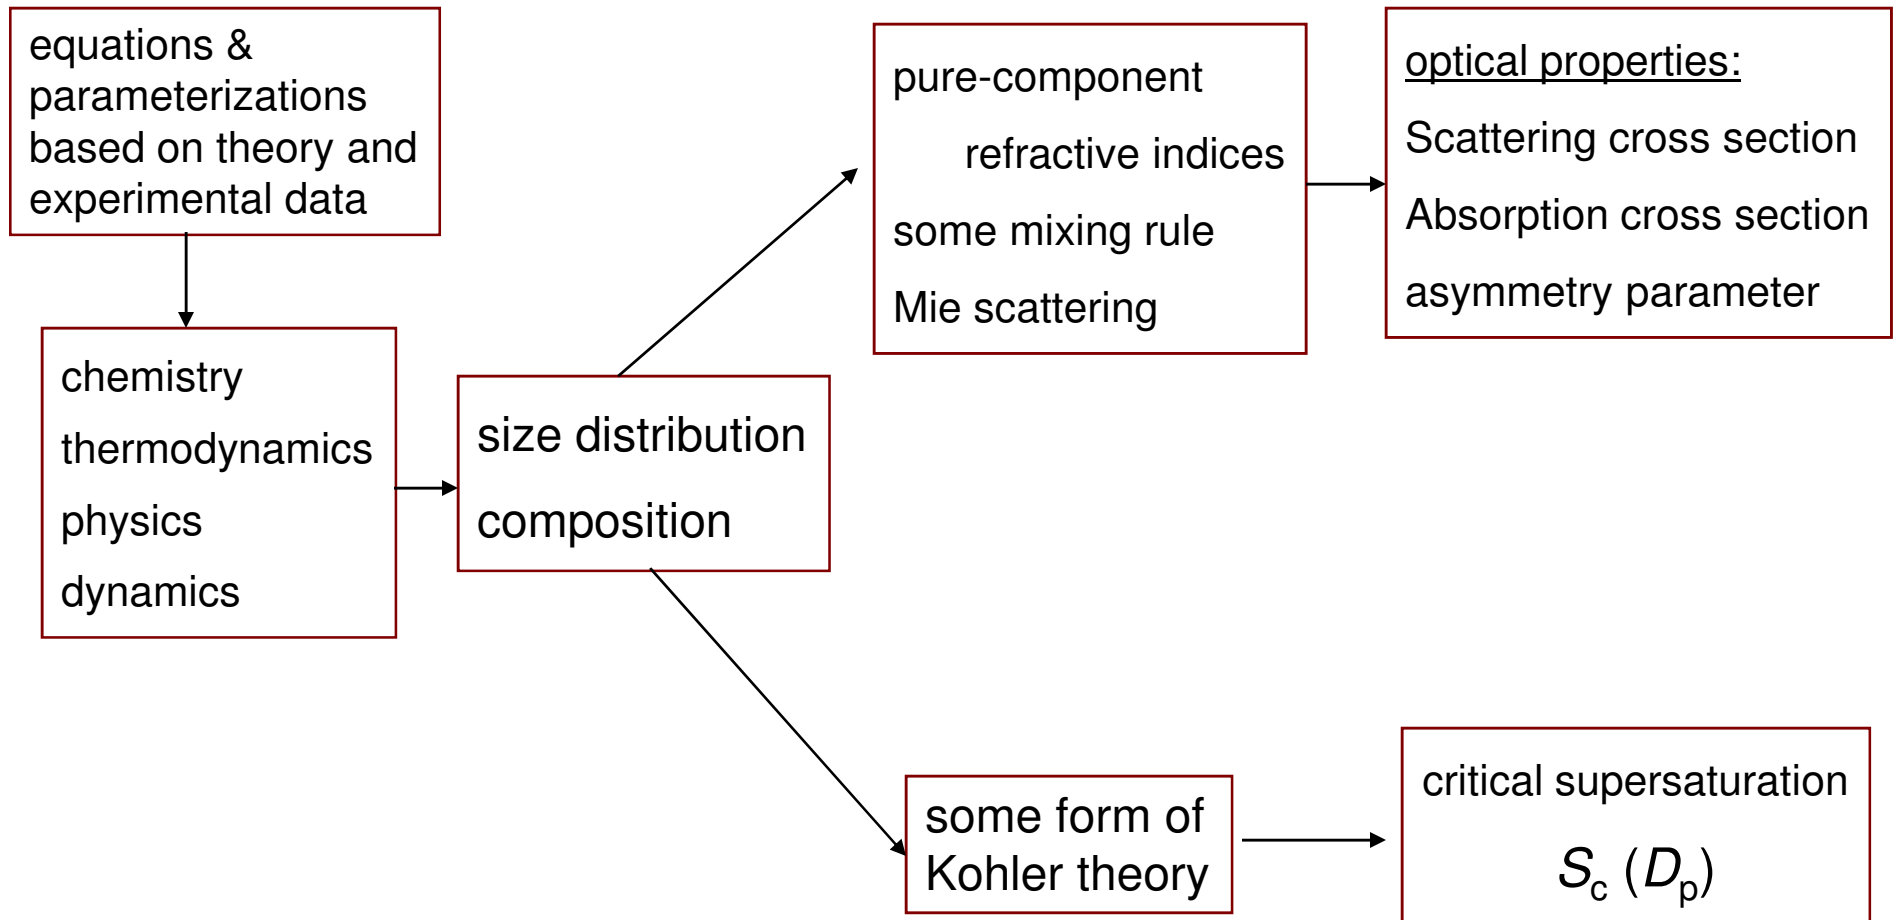 equations &
parameterizations
based on theory and
experimental data
chemistry
thermodynamics
physics
dynamics
size distribution
composition
pure-component
refractive indices
some mixing rule
Mie scattering
optical properties:
Scattering cross section
Absorption cross section
asymmetry parameter
some form of
Kohler theory
critical supersaturation
Sc (Dp)